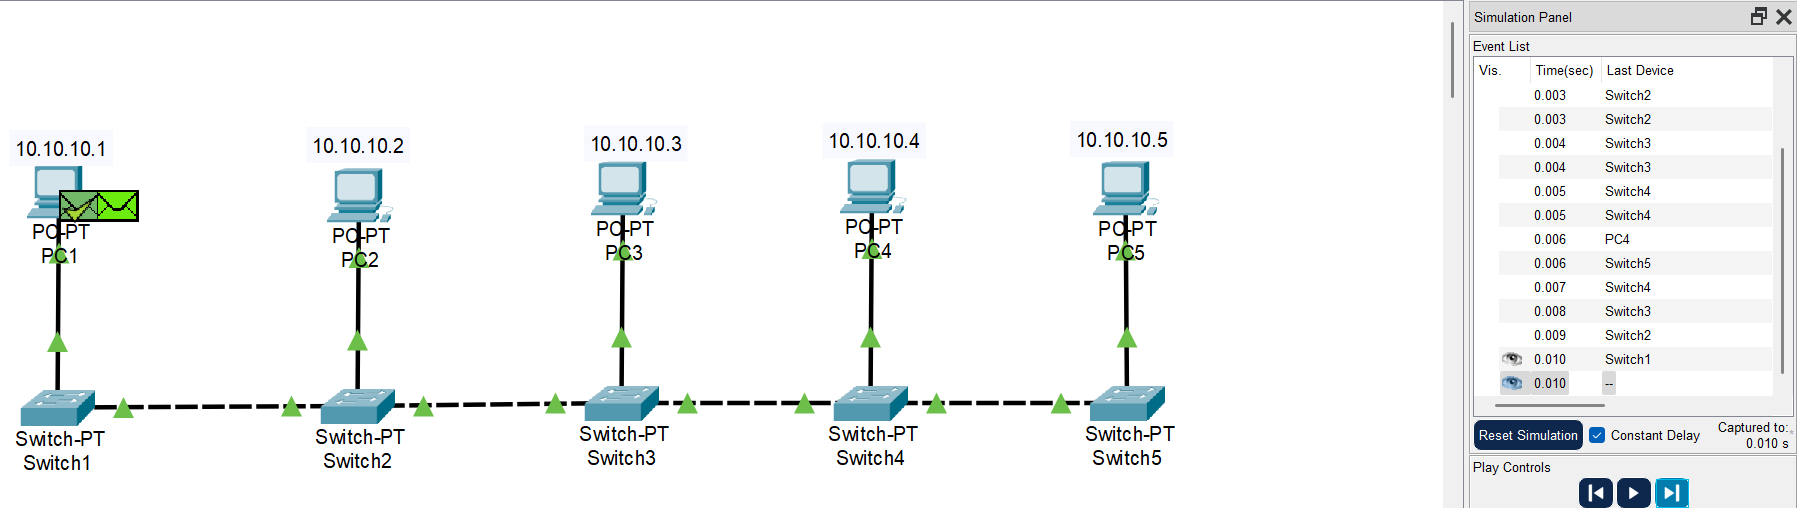 10.10.10.1
10.10.10.2
10.10.10.3
10.10.10.4
10.10.10.5
PC-PT
PC1
PC-PT
PC2
PC-PT
PC3
PC-PT
PC4
PC-PT
PC5
Switch-PT
Switch1
Switch-PT
Switch2
Switch-PT
Switch3
Switch-PT
Switch4
Switch-PT
Switch5
Simulation Panel
Event List
Vis. Time(sec) Last Device
0.003 Switch2
0.003 Switch2
0.004 Switch3
0.004 Switch3
0.005 Switch4
0.005 Switch4
0.006 PC4
0.006 Switch5
0.007 Switch4
0.008 Switch3
0.009 Switch2
0.010 Switch1
0.010 --
Reset Simulation
Constant Delay
Captured to:
0.010 s
Play Controls